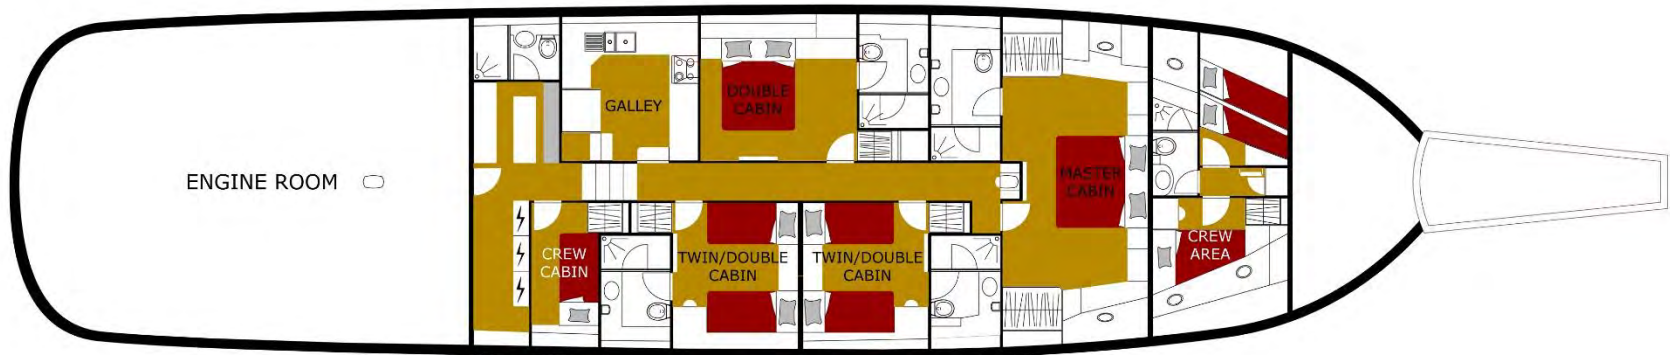 ENGINE ROOM
GALLEY
DOUBLE
CABIN
MASTER
CABIN
CREW
CABIN
TWIN/DOUBLE
CABIN
TWIN/DOUBLE
CABIN
CREW
AREA